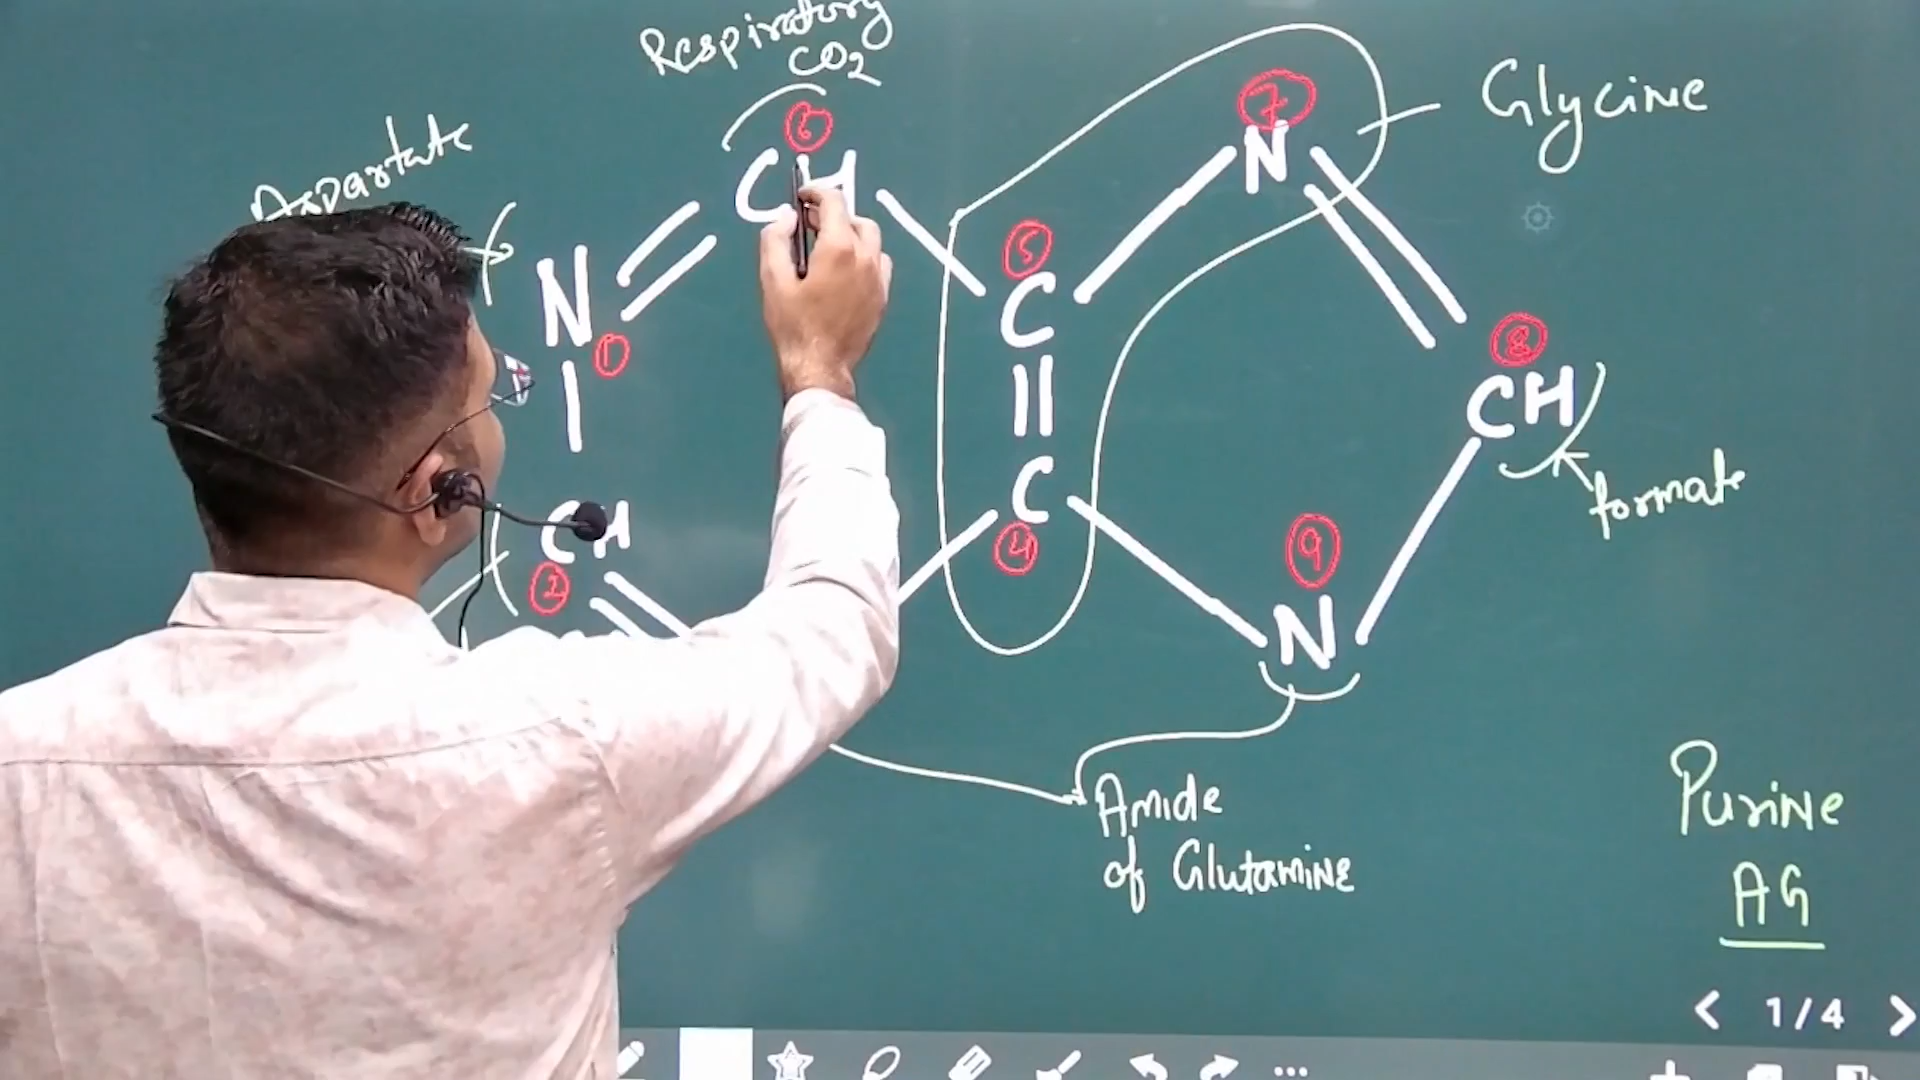 Respiratory
CO2
Aspartate
Glycine
6
CH
7
N
N
1
5
C
8
CH
formate
CH
2
C
4
9
N
Amide
of Glutamine
Purine
AG
1/4